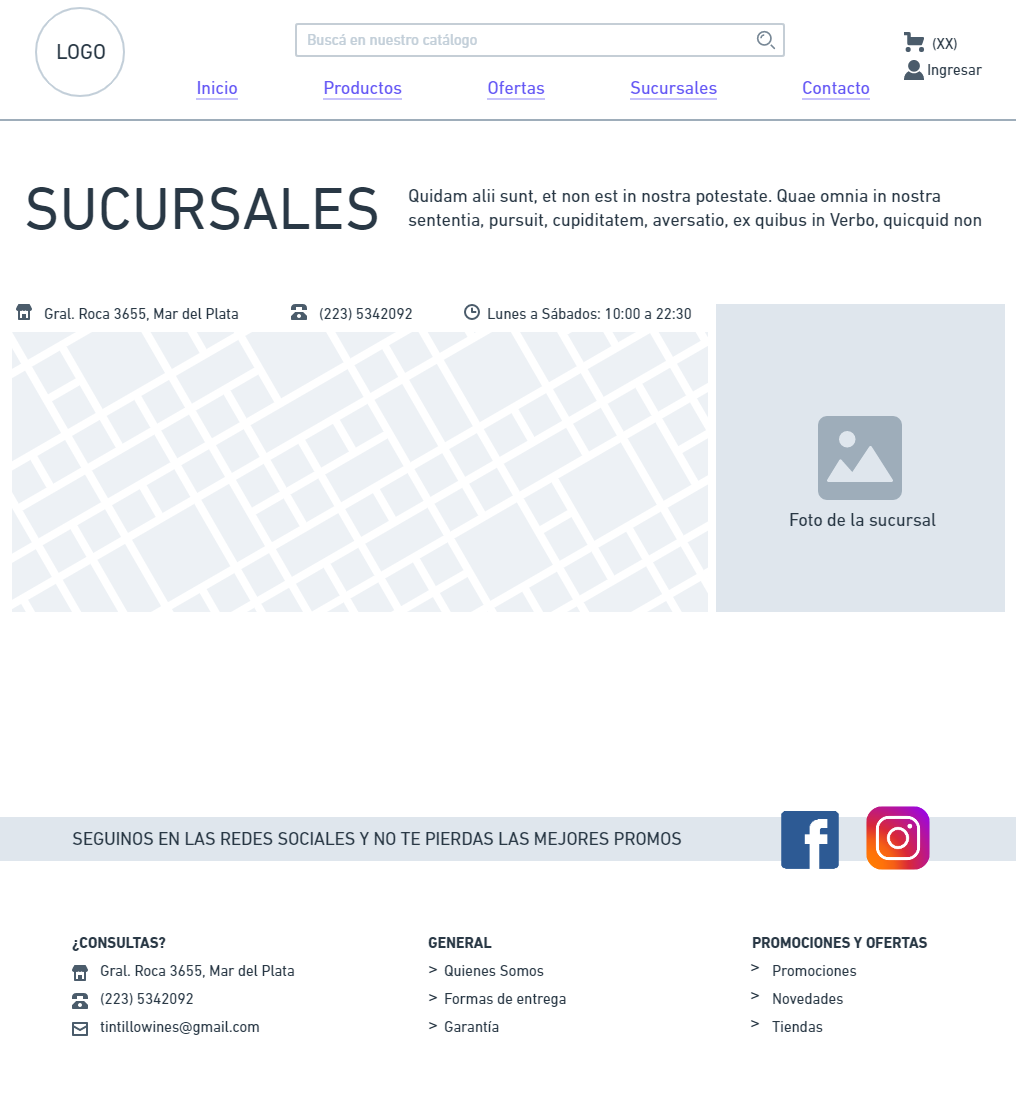 LOGO
Buscá en nuestro catálogo
(XX)
Ingresar
Inicio
Productos
Ofertas
Sucursales
Contacto
SUCURSALES
Quidam alii sunt, et non est in nostra potestate. Quae omnia in nostra
sententia, pursuit, cupiditatem, aversatio, ex quibus in Verbo, quicquid non
Gral. Roca 3655, Mar del Plata
(223) 5342092
Lunes a Sábados: 10:00 a 22:30
Foto de la sucursal
SEGUINOS EN LAS REDES SOCIALES Y NO TE PIERDAS LAS MEJORES PROMOS
¿CONSULTAS?
Gral. Roca 3655, Mar del Plata
(223) 5342092
tintillowines@gmail.com
GENERAL
> Quienes Somos
> Formas de entrega
> Garantía
PROMOCIONES Y OFERTAS
> Promociones
> Novedades
> Tiendas